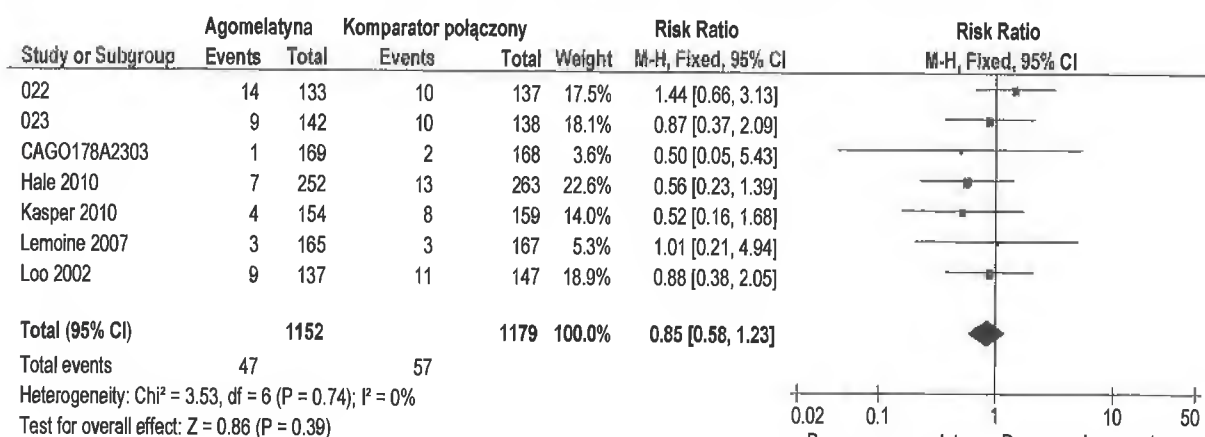 Agomelatyna Komparator połączony Risk Ratio Risk Ratio
Study or Subgroup Events Total Events Total Weight M-H, Fixed, 95% CI M-H, Fixed, 95% CI
022 14 133 10 137 17.5% 1.44 [0.66, 3.13]
023 9 142 10 138 18.1% 0.87 [0.37, 2.09]
CAGO178A2303 1 169 2 168 3.6% 0.50 [0.05, 5.43]
Hale 2010 7 252 13 263 22.6% 0.56 [0.23, 1.39]
Kasper 2010 4 154 8 159 14.0% 0.52 [0.16, 1.68]
Lemoine 2007 3 165 3 167 5.3% 1.01 [0.21, 4.94]
Loo 2002 9 137 11 147 18.9% 0.88 [0.38, 2.05]
Total (95% CI) 1152 1179 100.0% 0.85 [0.58, 1.23]
Total events 47 57
Heterogeneity: Chi² = 3.53, df = 6 (P = 0.74); I² = 0%
Test for overall effect: Z = 0.86 (P = 0.39)
0.02 0.1 1 10 50